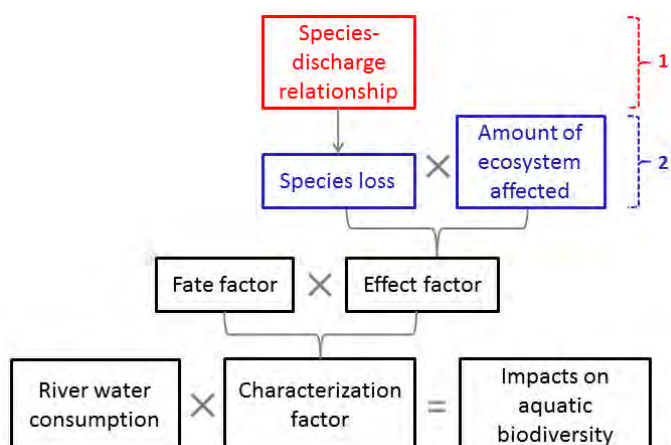 Species-
discharge
relationship
1
Species loss
×
Amount of
ecosystem
affected
2
Fate factor
×
Effect factor
River water
consumption
×
Characterization
factor
=
Impacts on
aquatic
biodiversity